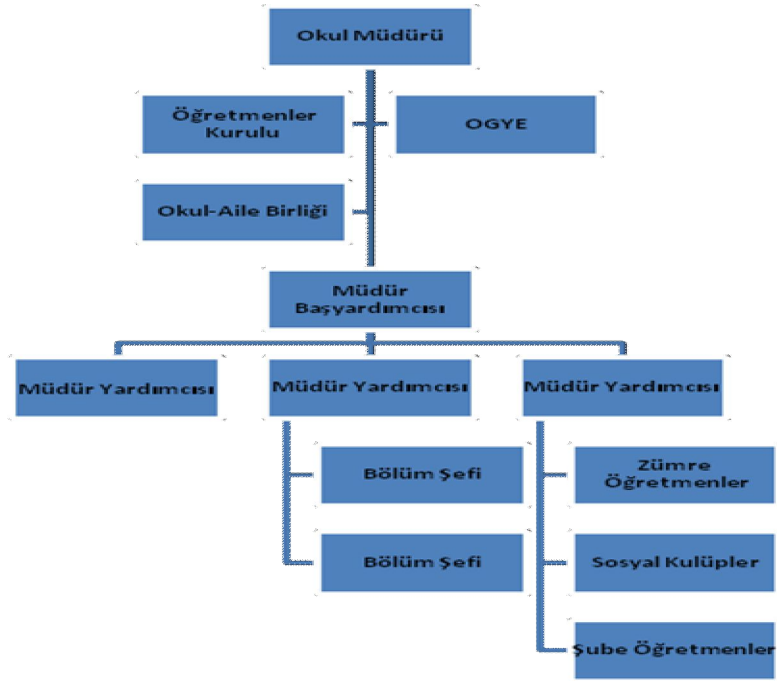 Okul Müdürü
Öğretmenler
Kurulu
OGYE
Okul-Aile Birliği
Müdür
Başyardımcısı
Müdür Yardımcısı
Müdür Yardımcısı
Müdür Yardımcısı
Bölüm Şefi
Zümre
Öğretmenler
Bölüm Şefi
Sosyal Kulüpler
Şube Öğretmenler